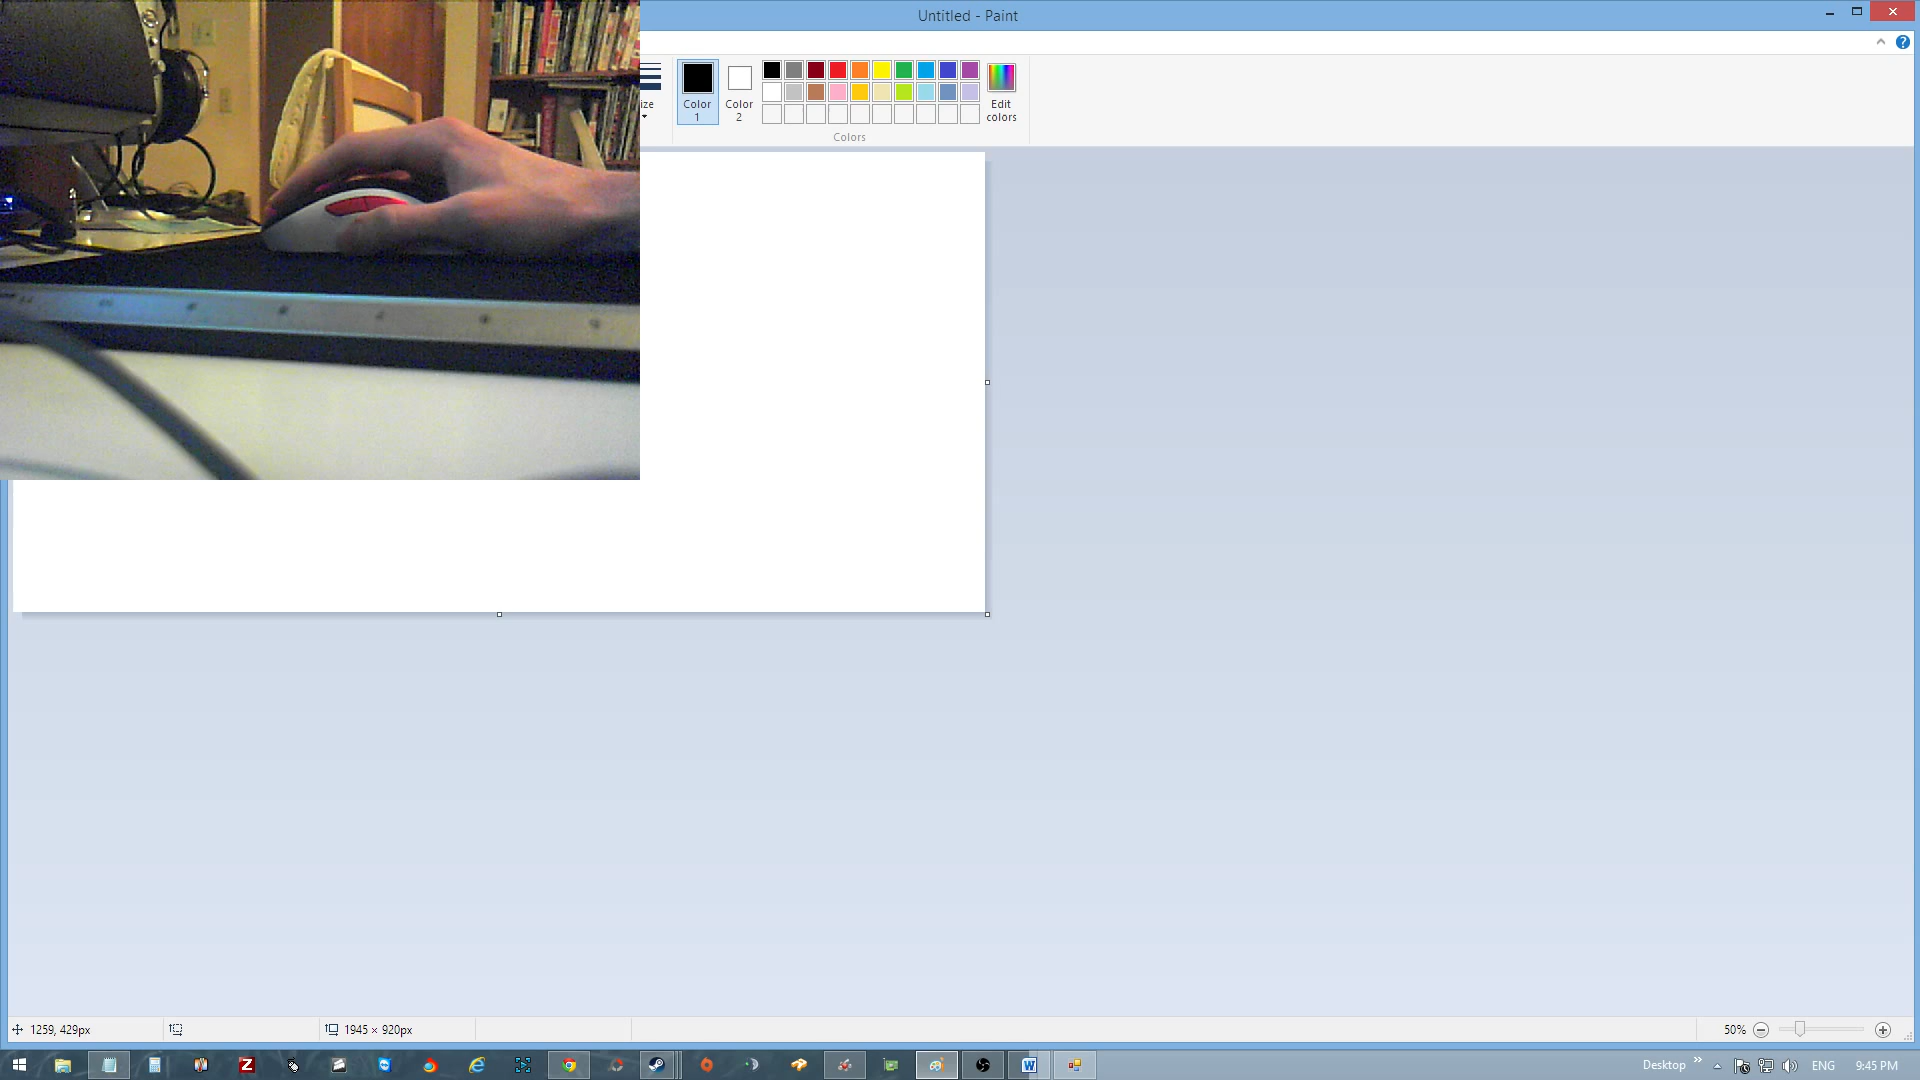 Untitled - Paint
ize
Color
1
Color
2
Edit
colors
Colors
1259, 429px
1945 × 920px
50%
Desktop
ENG
9:45 PM